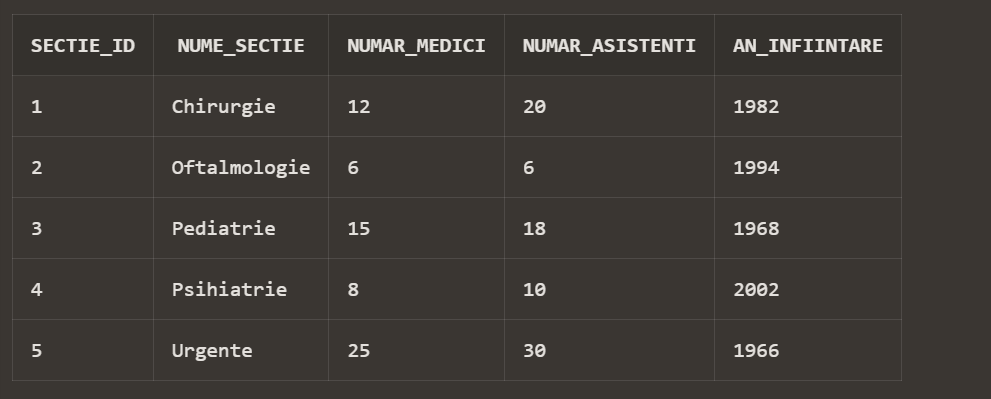 SECTIE_ID NUME_SECTIE NUMAR_MEDICI NUMAR_ASISTENTI AN_INFIINTARE
1 Chirurgie 12 20 1982
2 Oftalmologie 6 6 1994
3 Pediatrie 15 18 1968
4 Psihiatrie 8 10 2002
5 Urgente 25 30 1966